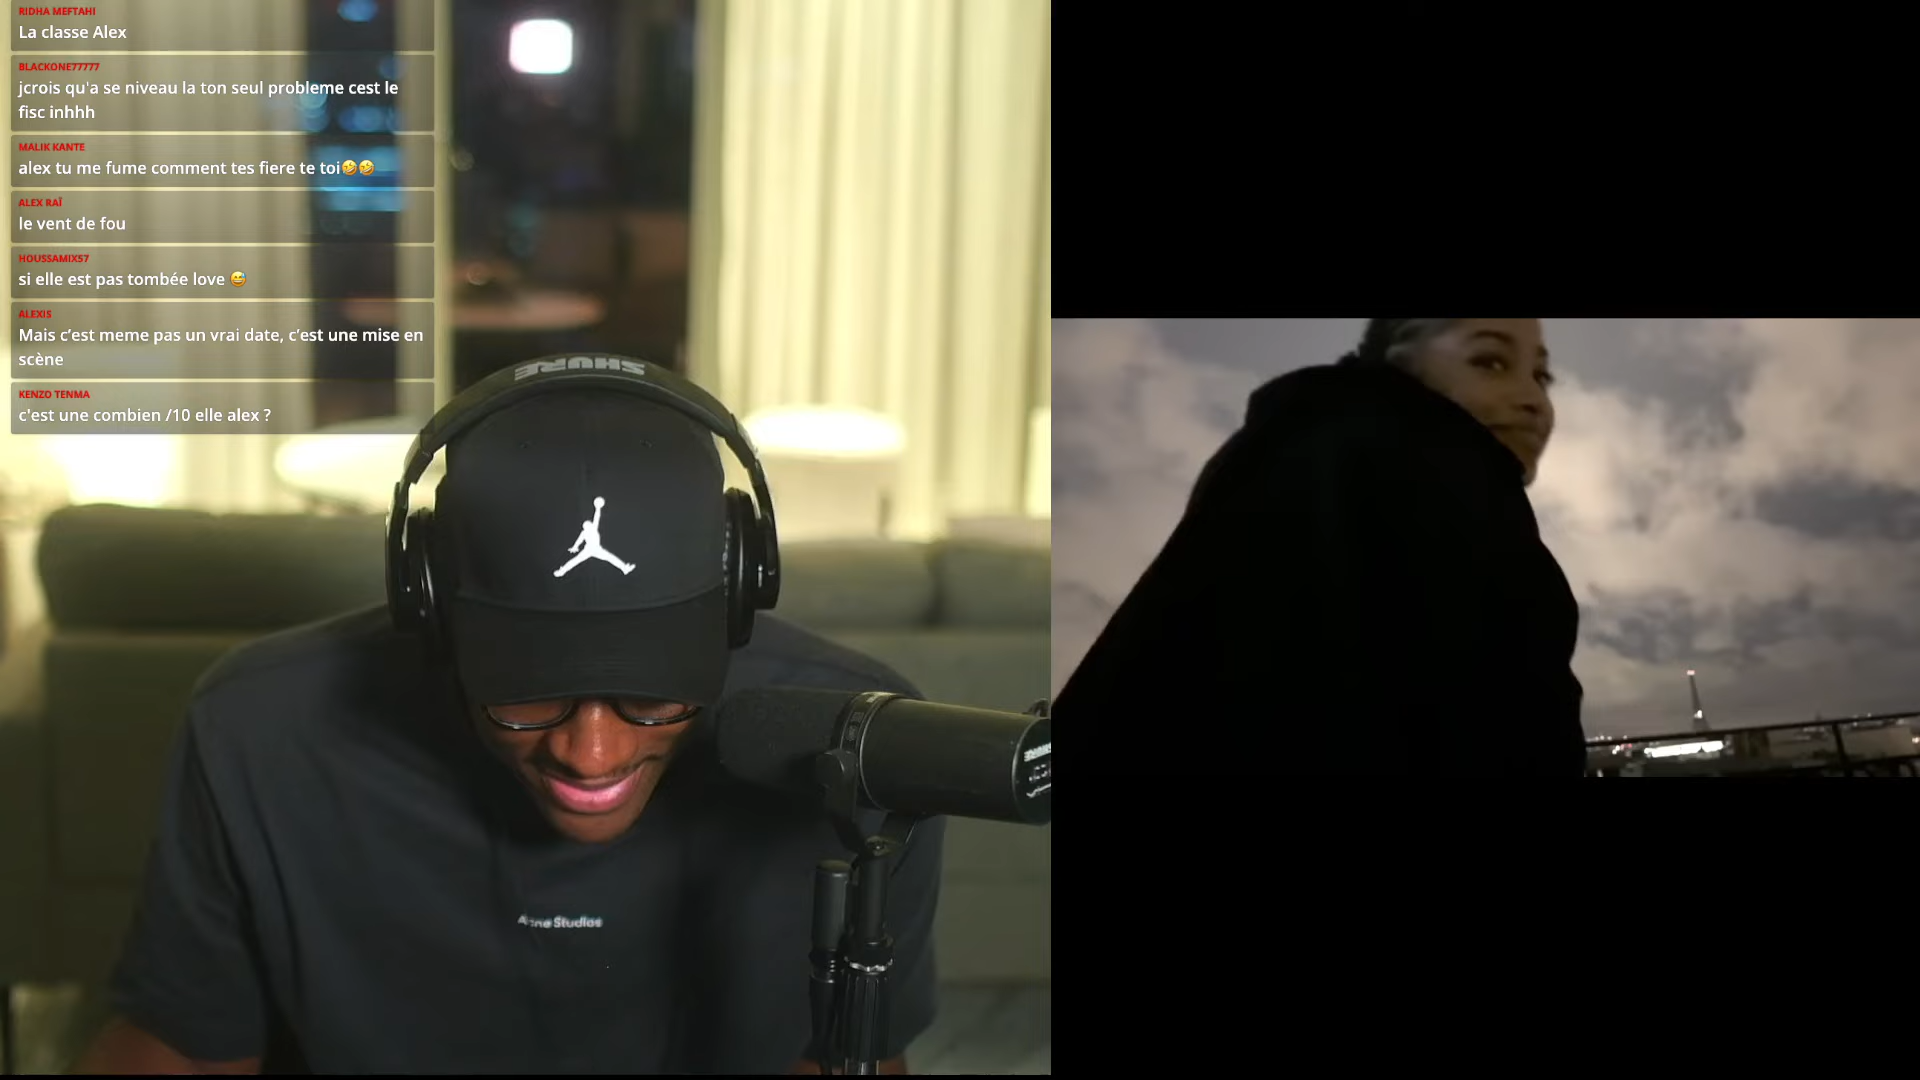 RIDHA MEFTAHI
La classe Alex
BLACKONE77777
jcrois qu'a se niveau la ton seul probleme cest le
fisc inhhh
MALIK KANTE
alex tu me fume comment tes fiere te toi🤣🤣
ALEX RAÏ
le vent de fou
HOUSSAMIX57
si elle est pas tombée love 😅
ALEXIS
Mais c’est meme pas un vrai date, c’est une mise en
scène
KENZO TENMA
c'est une combien /10 elle alex ?
SHURE
Acne Studios